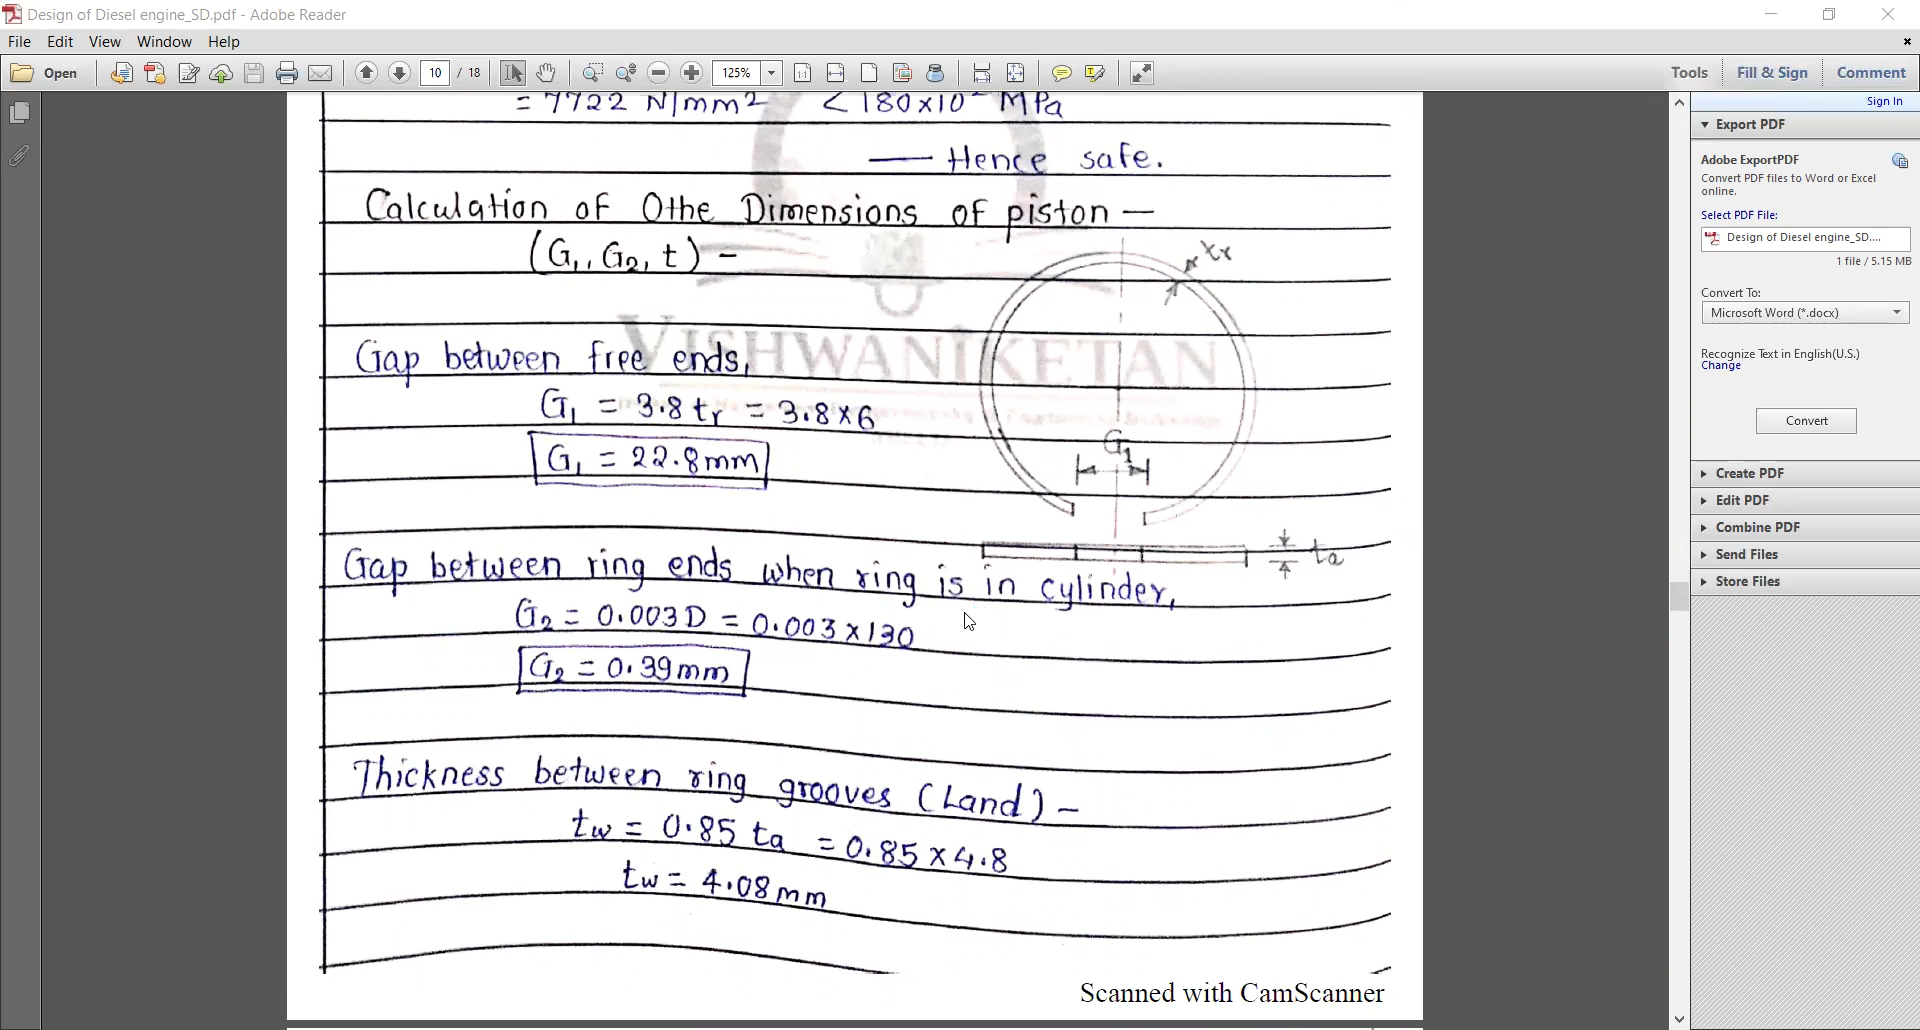 Design of Diesel engine_SD.pdf - Adobe Reader
File Edit View Window Help
Open 10 / 18 125% Tools Fill & Sign Comment
Sign In
Export PDF
Adobe ExportPDF
Convert PDF files to Word or Excel
online.
Select PDF File:
Design of Diesel engine_SD....
1 file / 5.15 MB
Convert To:
Microsoft Word (*.docx)
Recognize Text in English(U.S.)
Change
Convert
Create PDF
Edit PDF
Combine PDF
Send Files
Store Files
= 7722 N/mm2 < 180x10 MPa
— Hence safe.
Calculation of Othe Dimensions of piston —
(G1, G2, t) -
tr
VISHWANIKETAN
Gap between free ends,
G1 = 3.8 tr = 3.8x6
G1 = 22.8mm
G1
ta
Gap between ring ends when ring is in cylinder,
G2 = 0.003D = 0.003x130
G2 = 0.39mm
Thickness between ring grooves (Land) -
tw = 0.85 ta = 0.85 x 4.8
tw = 4.08mm
Scanned with CamScanner